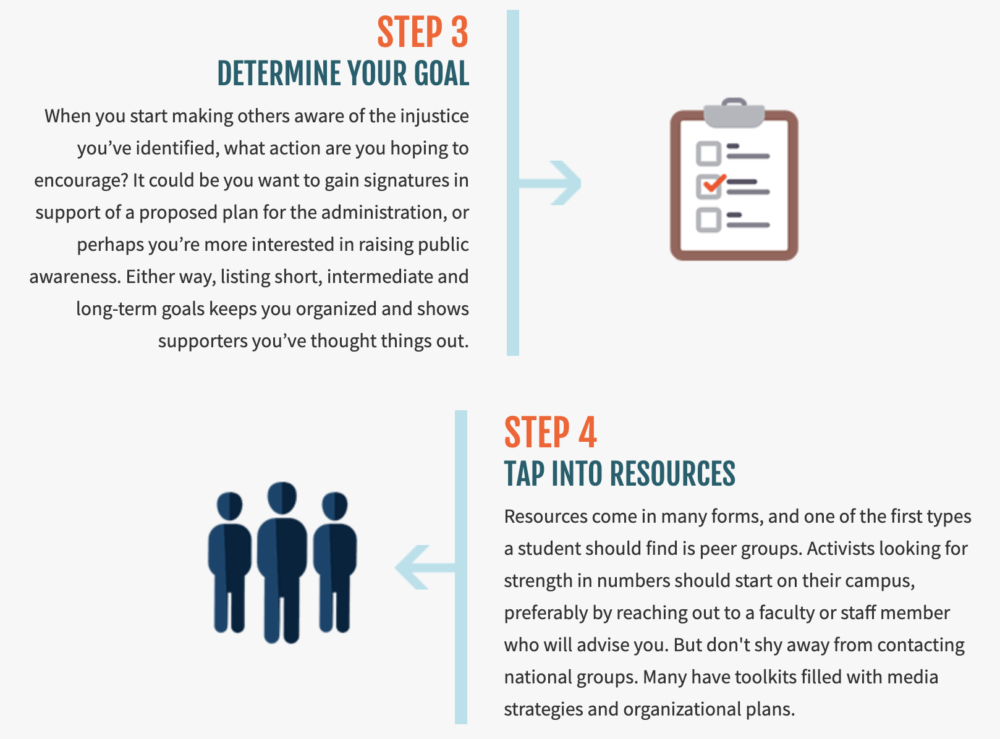 STEP 3
DETERMINE YOUR GOAL
When you start making others aware of the injustice
you’ve identified, what action are you hoping to
encourage? It could be you want to gain signatures in
support of a proposed plan for the administration, or
perhaps you’re more interested in raising public
awareness. Either way, listing short, intermediate and
long-term goals keeps you organized and shows
supporters you’ve thought things out.
STEP 4
TAP INTO RESOURCES
Resources come in many forms, and one of the first types
a student should find is peer groups. Activists looking for
strength in numbers should start on their campus,
preferably by reaching out to a faculty or staff member
who will advise you. But don't shy away from contacting
national groups. Many have toolkits filled with media
strategies and organizational plans.